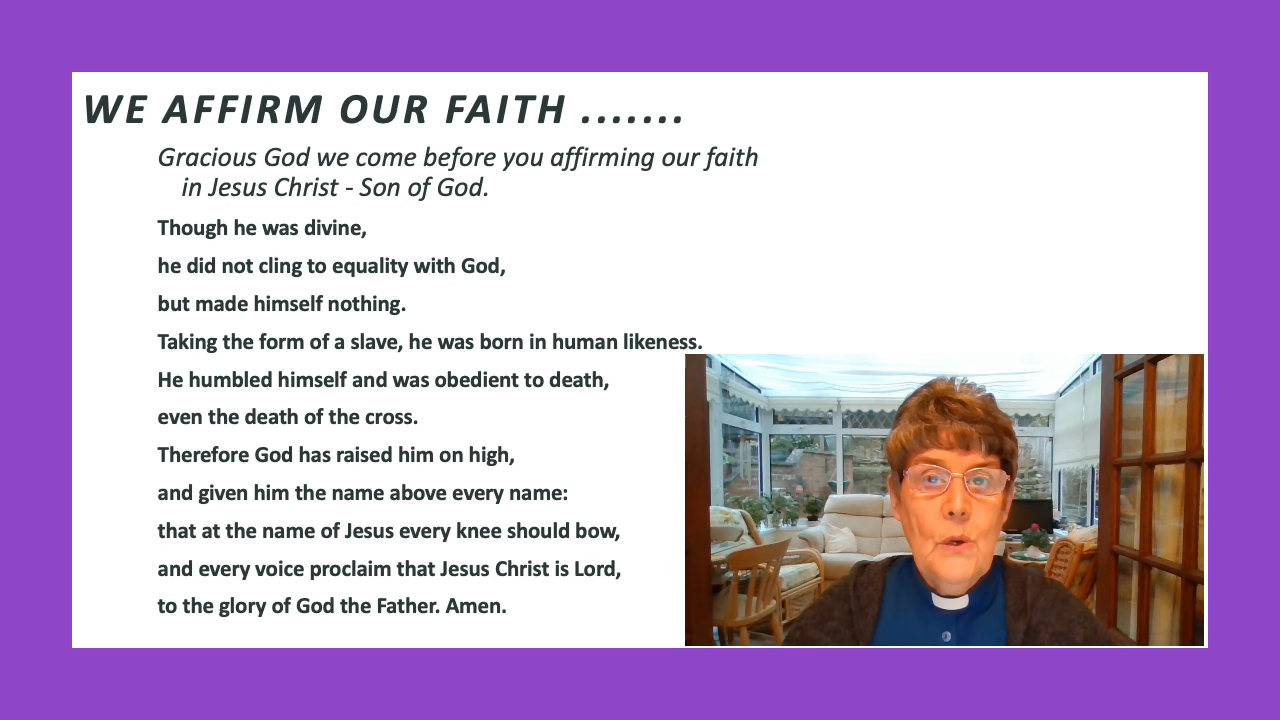 WE AFFIRM OUR FAITH .......
Gracious God we come before you affirming our faith
in Jesus Christ - Son of God.
Though he was divine,
he did not cling to equality with God,
but made himself nothing.
Taking the form of a slave, he was born in human likeness.
He humbled himself and was obedient to death,
even the death of the cross.
Therefore God has raised him on high,
and given him the name above every name:
that at the name of Jesus every knee should bow,
and every voice proclaim that Jesus Christ is Lord,
to the glory of God the Father. Amen.